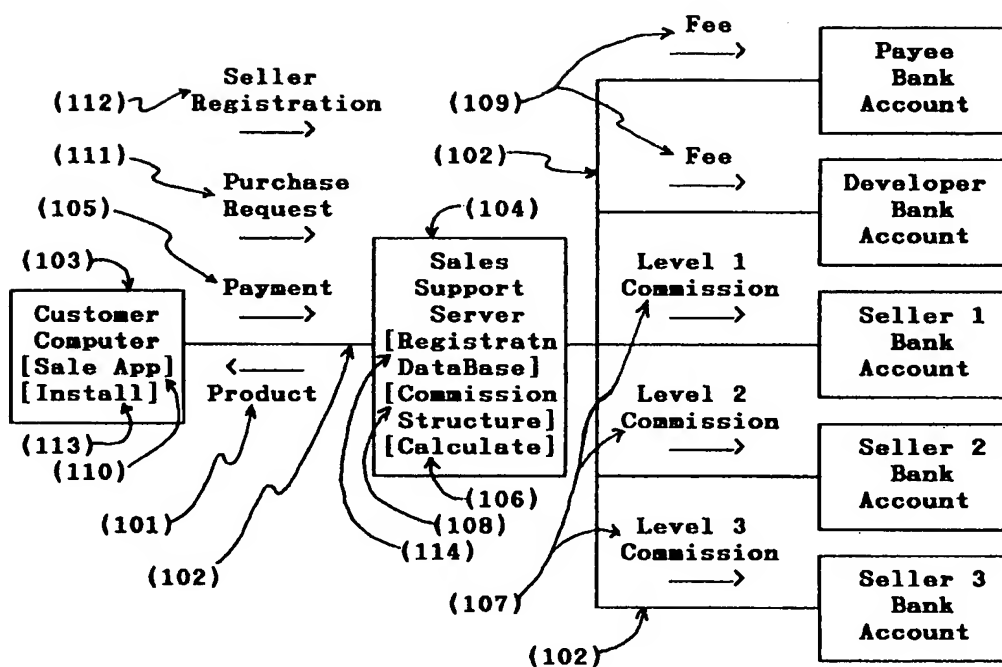 Fee
Payee
Bank
Account
(109)
Seller
Registration
(112)
(111)
(102)
Fee
Purchase
Request
Developer
Bank
Account
(105)
(104)
(103)
Payment
Sales
Support
Server
[Registratn
DataBase]
[Commission
Structure]
[Calculate]
Level 1
Commission
Customer
Computer
[Sale App]
[Install]
Seller 1
Bank
Account
Product
Level 2
Commission
(113)
(110)
Seller 2
Bank
Account
(106)
(101)
(108)
(114)
Level 3
Commission
(102)
(107)
Seller 3
Bank
Account
(102)